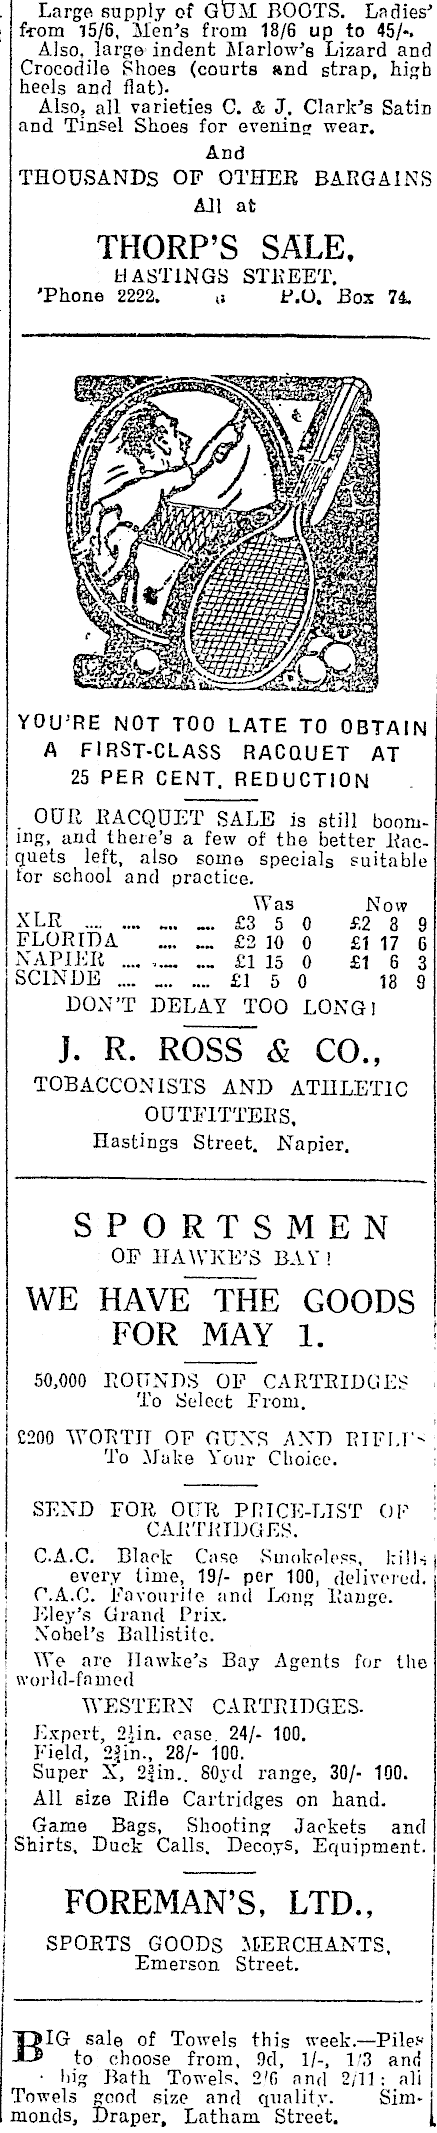 Large supply of GUM BOOTS. Ladies'
from 15/6, Men's from 18/6 up to 45/-.
Also, large indent Marlow's Lizard and
Crocodile Shoes (courts and strap, high
heels and flat).
Also, all varieties C. & J. Clark's Satin
and Tinsel Shoes for evening wear.
And
THOUSANDS OF OTHER BARGAINS
All at
THORP'S SALE,
HASTINGS STREET.
'Phone 2222. P.O. Box 74.
YOU'RE NOT TOO LATE TO OBTAIN
A FIRST-CLASS RACQUET AT
25 PER CENT. REDUCTION
OUR RACQUET SALE is still boom-
ing, and there's a few of the better Rac-
quets left, also some specials suitable
for school and practice.
Was Now
XLR .... .... .... .... £3 5 0 £2 8 9
FLORIDA .... .... .... £2 10 0 £1 17 6
NAPIER .... .... .... £1 15 0 £1 6 3
SCINDE .... .... .... £1 5 0 18 9
DON'T DELAY TOO LONG!
J. R. ROSS & CO.,
TOBACCONISTS AND ATHLETIC
OUTFITTERS,
Hastings Street, Napier.
SPORTSMEN
OF HAWKE'S BAY!
WE HAVE THE GOODS
FOR MAY 1.
50,000 ROUNDS OF CARTRIDGES
To Select From.
£200 WORTH OF GUNS AND RIFLES
To Make Your Choice.
SEND FOR OUR PRICE-LIST OF
CARTRIDGES.
C.A.C. Black Case Smokeless, kills
every time, 19/- per 100, delivered.
C.A.C. Favourite and Long Range.
Eley's Grand Prix.
Nobel's Ballistite.
We are Hawke's Bay Agents for the
world-famed
WESTERN CARTRIDGES.
Expert, 2½in. case, 24/- 100.
Field, 2¾in., 28/- 100.
Super X, 2¾in., 80yd range, 30/- 100.
All size Rifle Cartridges on hand.
Game Bags, Shooting Jackets and
Shirts, Duck Calls, Decoys, Equipment.
FOREMAN'S, LTD.,
SPORTS GOODS MERCHANTS,
Emerson Street.
BIG sale of Towels this week.—Piles
to choose from, 9d, 1/-, 1/3 and
big Bath Towels, 2/6 and 2/11; all
Towels good size and quality. Sim-
monds, Draper, Latham Street.